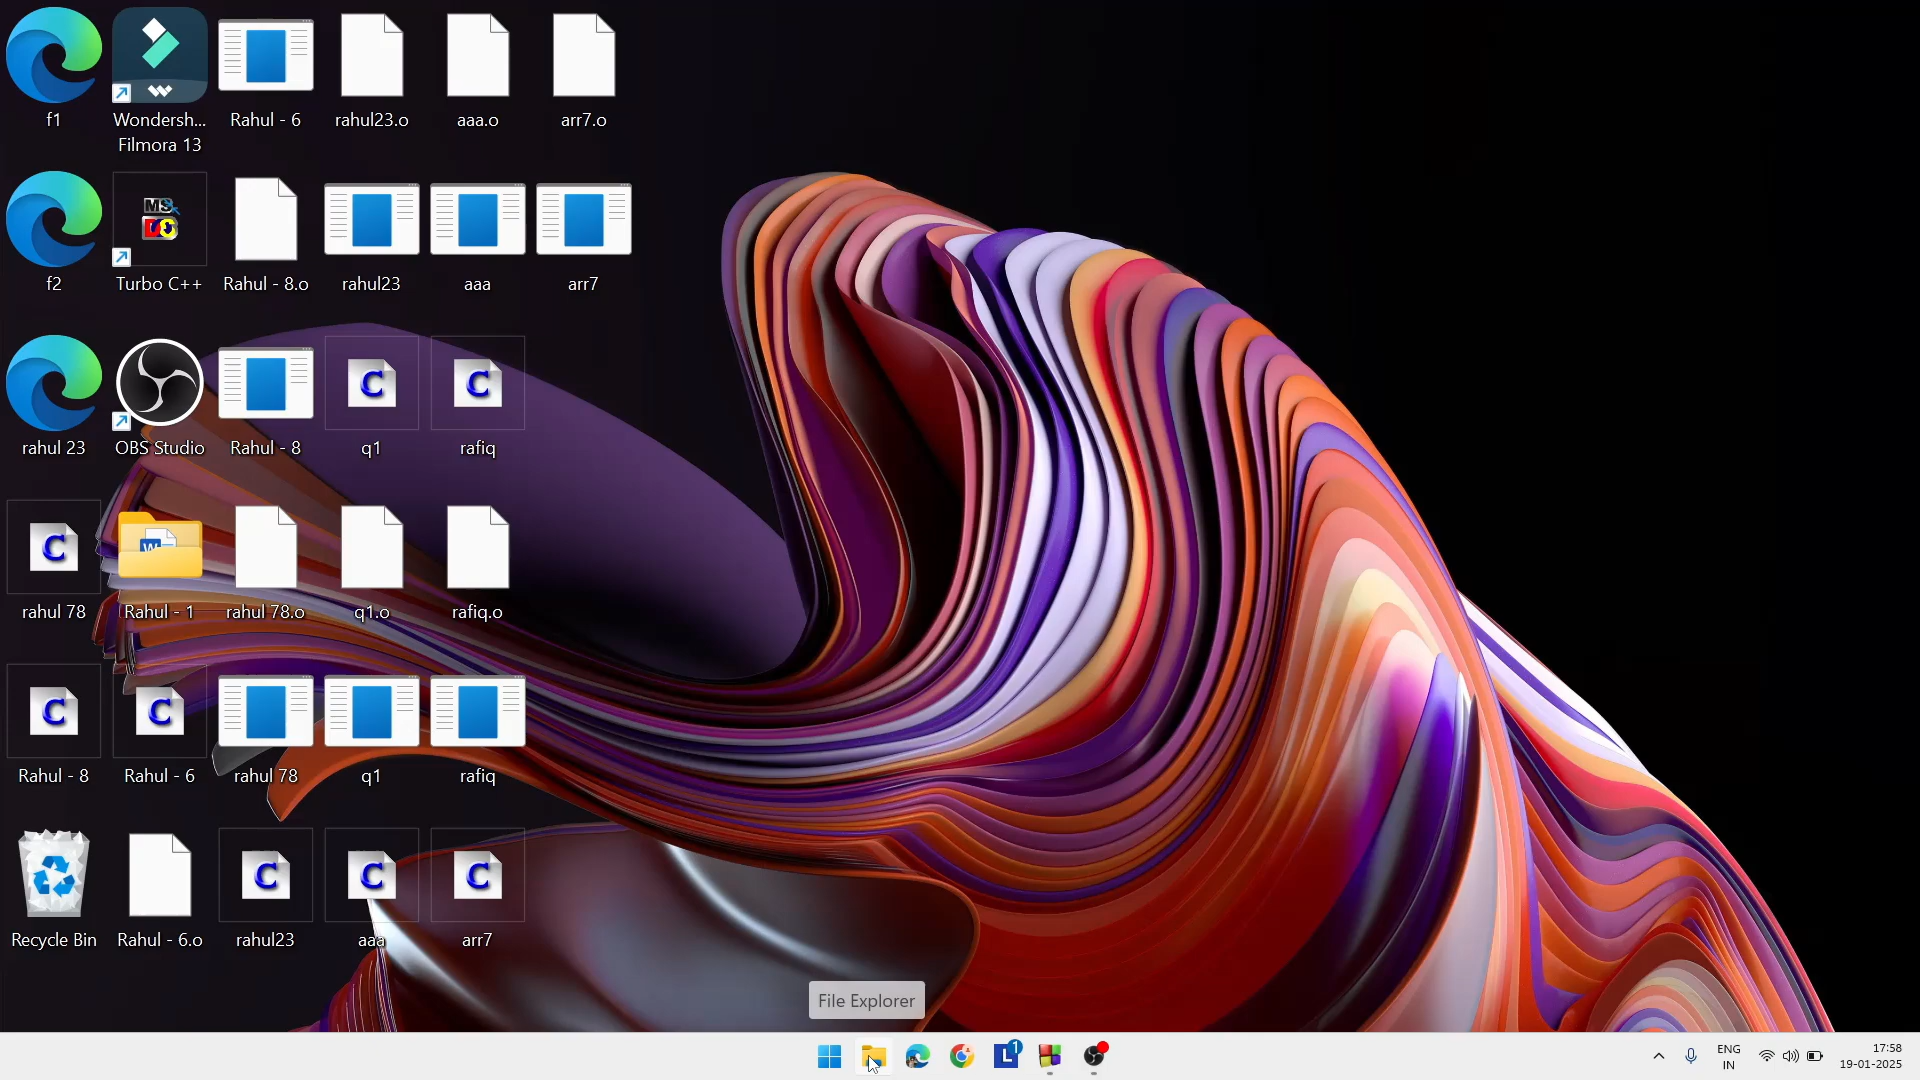 f1
Wondersh...
Filmora 13
Rahul - 6
rahul23.o
aaa.o
arr7.o
f2
Turbo C++
Rahul - 8.o
rahul23
aaa
arr7
rahul 23
OBS Studio
Rahul - 8
q1
rafiq
rahul 78
Rahul - 1
rahul 78.o
q1.o
rafiq.o
Rahul - 8
Rahul - 6
rahul 78
q1
rafiq
Recycle Bin
Rahul - 6.o
rahul23
aaa
arr7
File Explorer
L 1
ENG
IN
17:58
19-01-2025